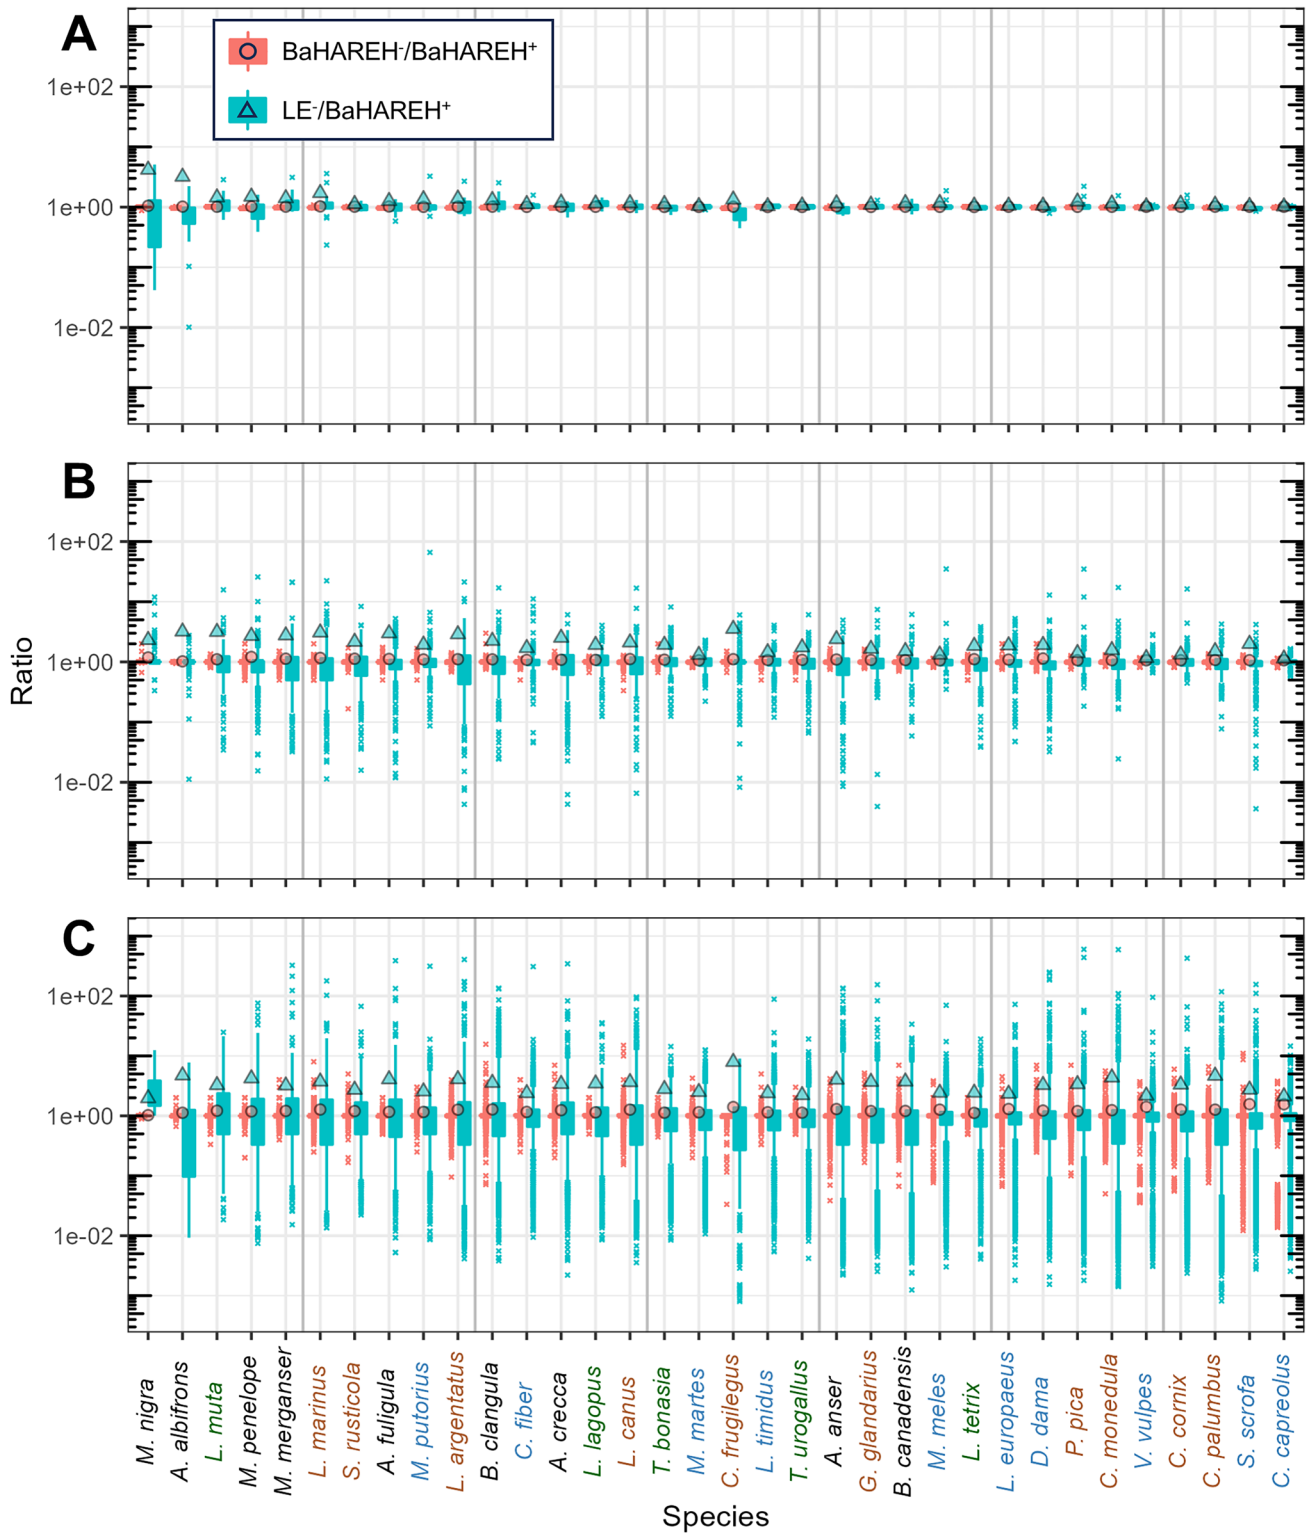 A
BaHAREH⁻/BaHAREH⁺
LE⁻/BaHAREH⁺
1e+02
1e+00
1e-02
B
1e+02
1e+00
1e-02
Ratio
C
1e+02
1e+00
1e-02
M. nigra
A. albifrons
L. muta
M. penelope
M. merganser
L. marinus
S. rusticola
A. fuligula
M. putorius
L. argentatus
B. clangula
C. fiber
A. crecca
L. lagopus
L. canus
T. bonasia
M. martes
C. frugilegus
L. timidus
T. urogallus
A. anser
G. glandarius
B. canadensis
M. meles
L. tetrix
L. europaeus
D. dama
P. pica
C. monedula
V. vulpes
C. cornix
C. palumbus
S. scrofa
C. capreolus
Species